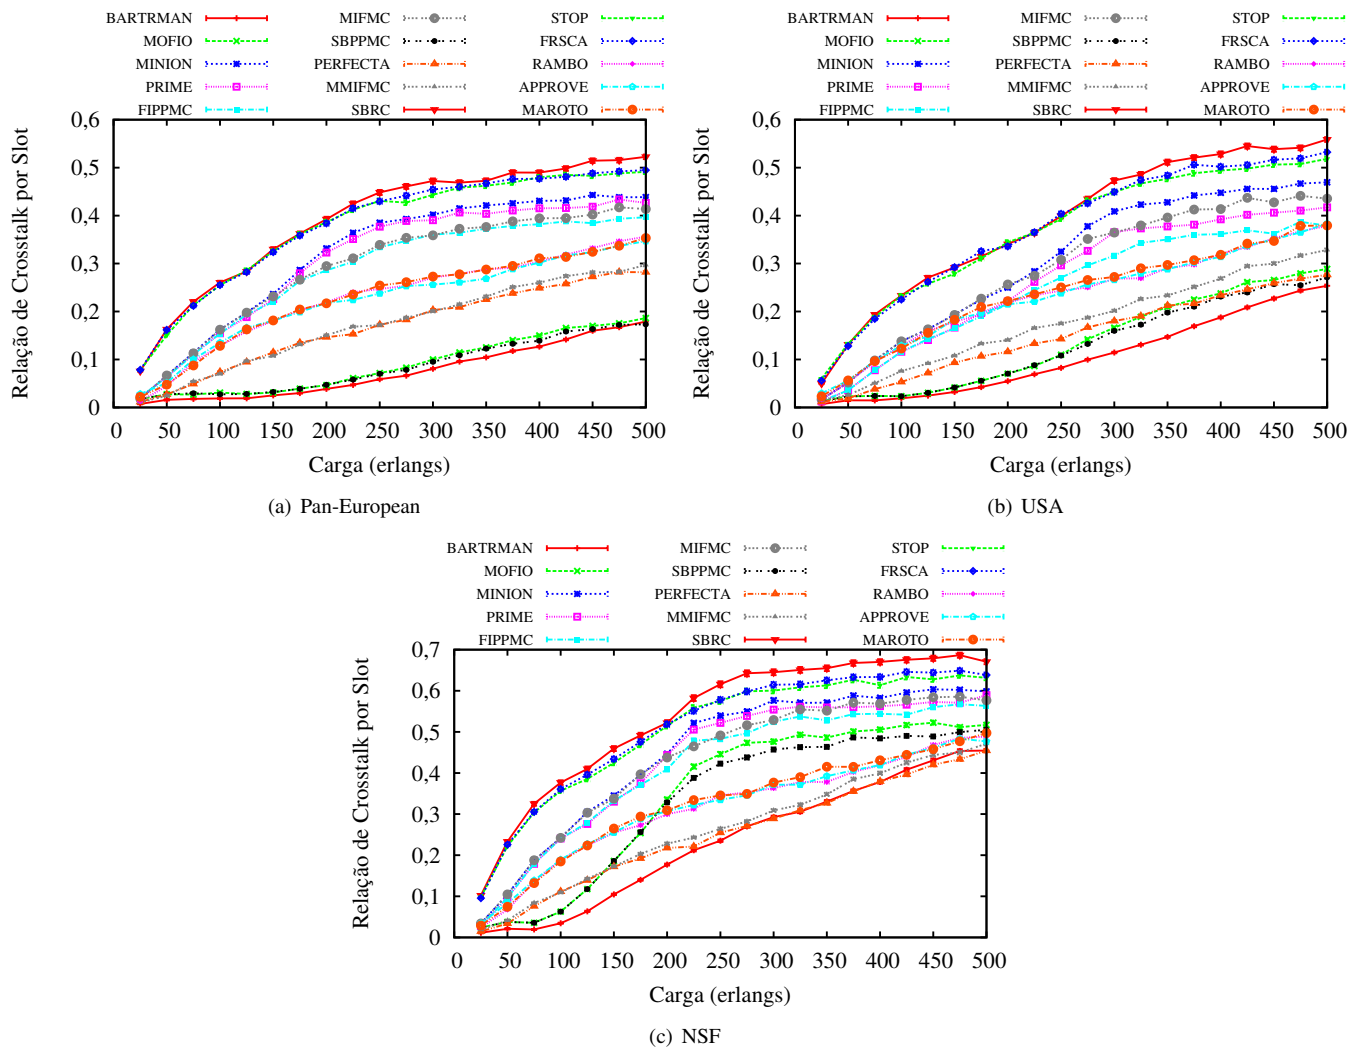 BARTRMAN MIFMC STOP
MOFIO SBPPMC FRSCA
MINION PERFECTA RAMBO
PRIME MMIFMC APPROVE
FIPPMC SBRC MAROTO
Relação de Crosstalk por Slot
0,6
0,5
0,4
0,3
0,2
0,1
0
0 50 100 150 200 250 300 350 400 450 500
Carga (erlangs)
(a) Pan-European
BARTRMAN MIFMC STOP
MOFIO SBPPMC FRSCA
MINION PERFECTA RAMBO
PRIME MMIFMC APPROVE
FIPPMC SBRC MAROTO
Relação de Crosstalk por Slot
0,6
0,5
0,4
0,3
0,2
0,1
0
0 50 100 150 200 250 300 350 400 450 500
Carga (erlangs)
(b) USA
BARTRMAN MIFMC STOP
MOFIO SBPPMC FRSCA
MINION PERFECTA RAMBO
PRIME MMIFMC APPROVE
FIPPMC SBRC MAROTO
Relação de Crosstalk por Slot
0,7
0,6
0,5
0,4
0,3
0,2
0,1
0
0 50 100 150 200 250 300 350 400 450 500
Carga (erlangs)
(c) NSF